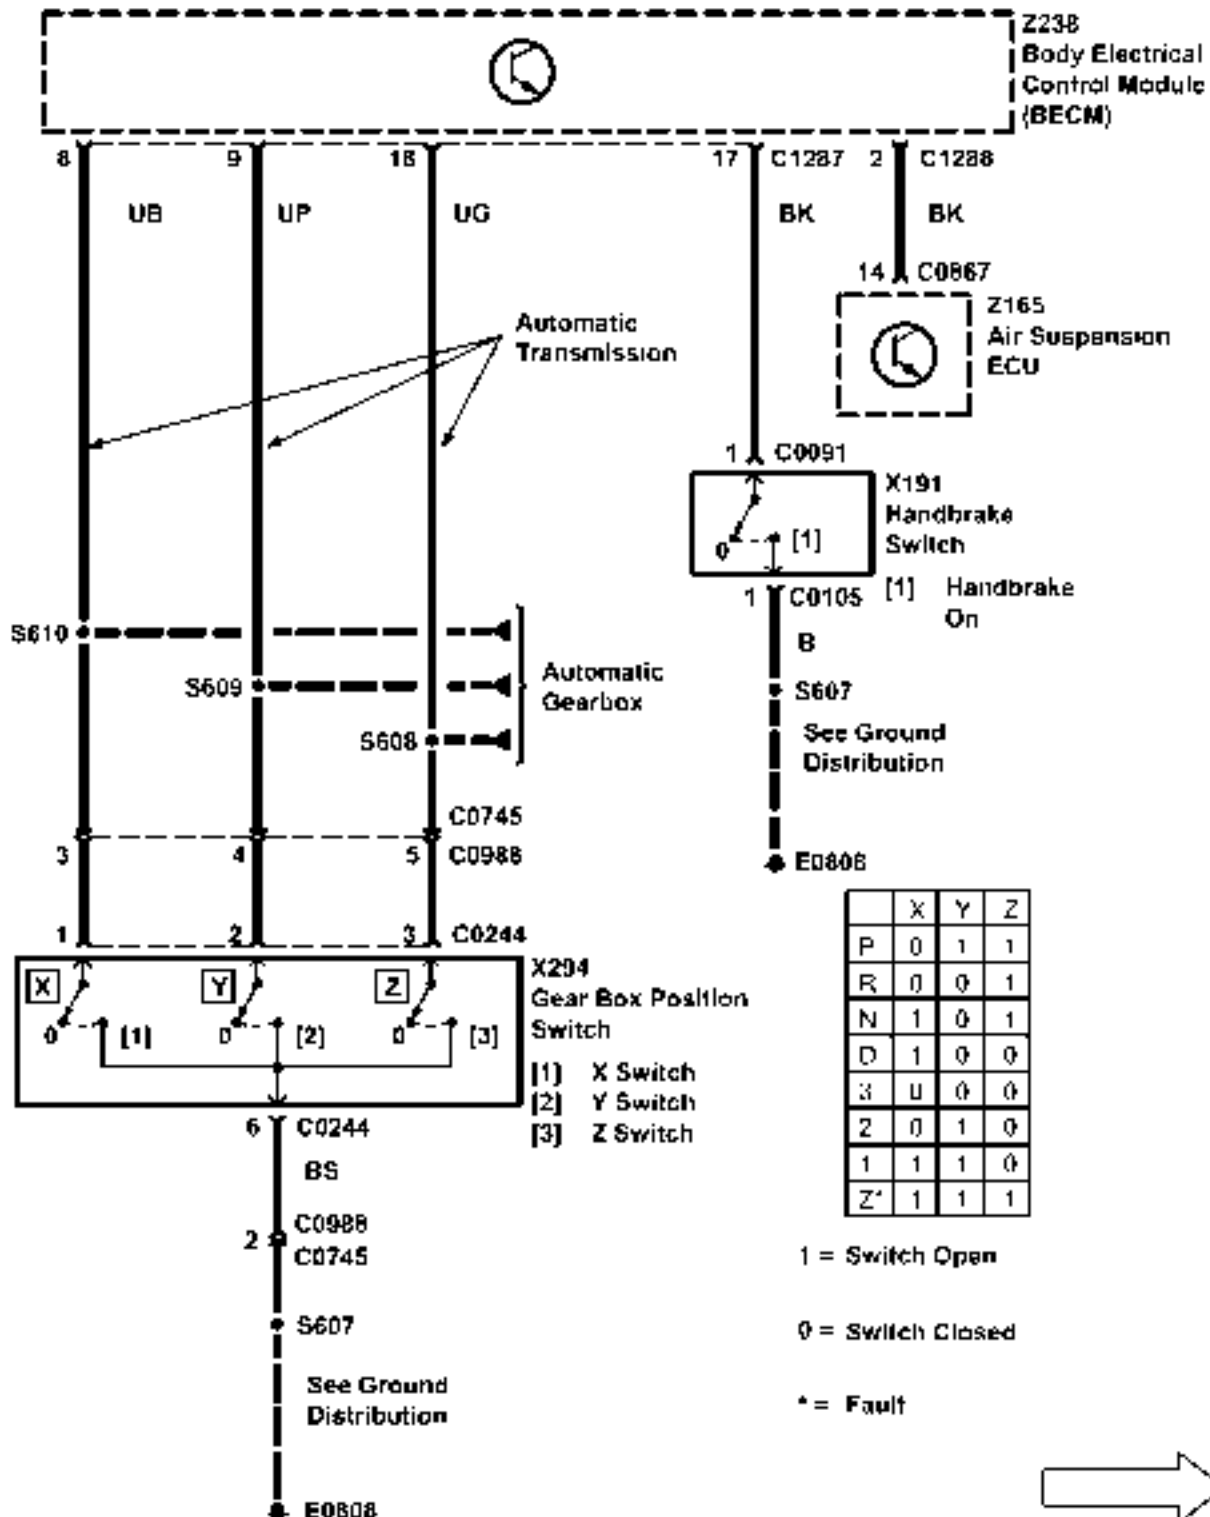 Z238
Body Electrical
Control Module
(BECM)
8 9 18 17 C1287 2 C1288
UB UP UG BK BK
14 C0867
Z165
Air Suspension
ECU
Automatic
Transmission
1 C0091
X191
Handbrake
Switch
0 [1]
1 C0105
[1] Handbrake
On
B
S610
S609
S608
Automatic
Gearbox
S607
See Ground
Distribution
C0745
3 4 5 C0988
E0806
1 2 3 C0244
X Y Z
0 [1] 0 [2] 0 [3]
X294
Gear Box Position
Switch
[1] X Switch
[2] Y Switch
[3] Z Switch
6 C0244
BS
2 C0988
C0745
S607
See Ground
Distribution
E0808
X Y Z
P 0 1 1
R 0 0 1
N 1 0 1
D 1 0 0
3 0 0 0
2 0 1 0
1 1 1 0
Z* 1 1 1
1 = Switch Open
0 = Switch Closed
* = Fault